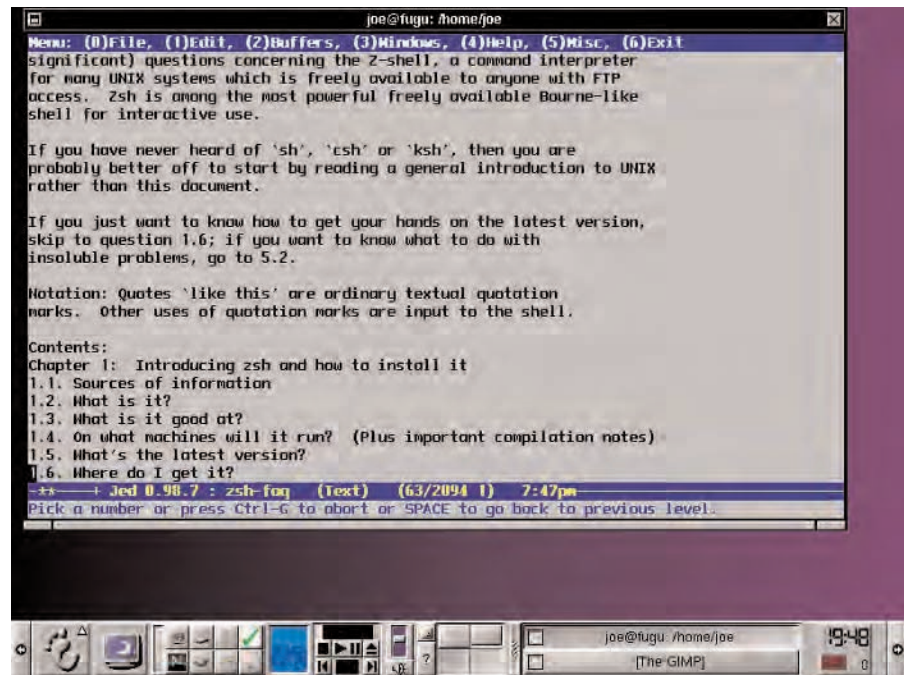 joe@fugu: /home/joe
Menu: (0)File, (1)Edit, (2)Buffers, (3)Windows, (4)Help, (5)Misc, (6)Exit
significant) questions concerning the Z-shell, a command interpreter
for many UNIX systems which is freely available to anyone with FTP
access.  Zsh is among the most powerful freely available Bourne-like
shell for interactive use.
If you have never heard of `sh', `csh' or `ksh', then you are
probably better off to start by reading a general introduction to UNIX
rather than this document.
If you just want to know how to get your hands on the latest version,
skip to question 1.6; if you want to know what to do with
insoluble problems, go to 5.2.
Notation: Quotes `like this' are ordinary textual quotation
marks.  Other uses of quotation marks are input to the shell.
Contents:
Chapter 1:  Introducing zsh and how to install it
1.1. Sources of information
1.2. What is it?
1.3. What is it good at?
1.4. On what machines will it run?  (Plus important compilation notes)
1.5. What's the latest version?
1.6. Where do I get it?
-**-----+ Jed 0.98.7 : zsh-faq   (Text)   (63/2094 1)   7:47pm
Pick a number or press Ctrl-G to abort or SPACE to go back to previous level.
joe@fugu: /home/joe
[The GIMP]
19:48
?
0